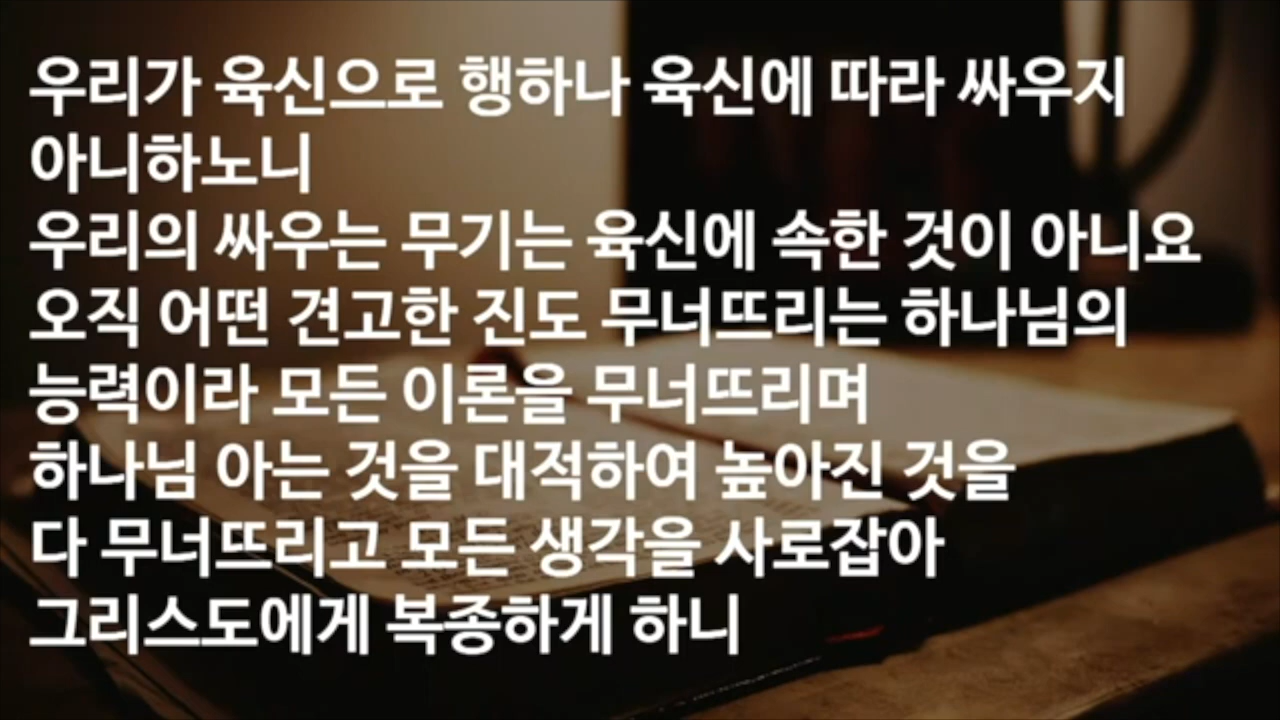 우리가 육신으로 행하나 육신에 따라 싸우지
아니하노니
우리의 싸우는 무기는 육신에 속한 것이 아니요
오직 어떤 견고한 진도 무너뜨리는 하나님의
능력이라 모든 이론을 무너뜨리며
하나님 아는 것을 대적하여 높아진 것을
다 무너뜨리고 모든 생각을 사로잡아
그리스도에게 복종하게 하니